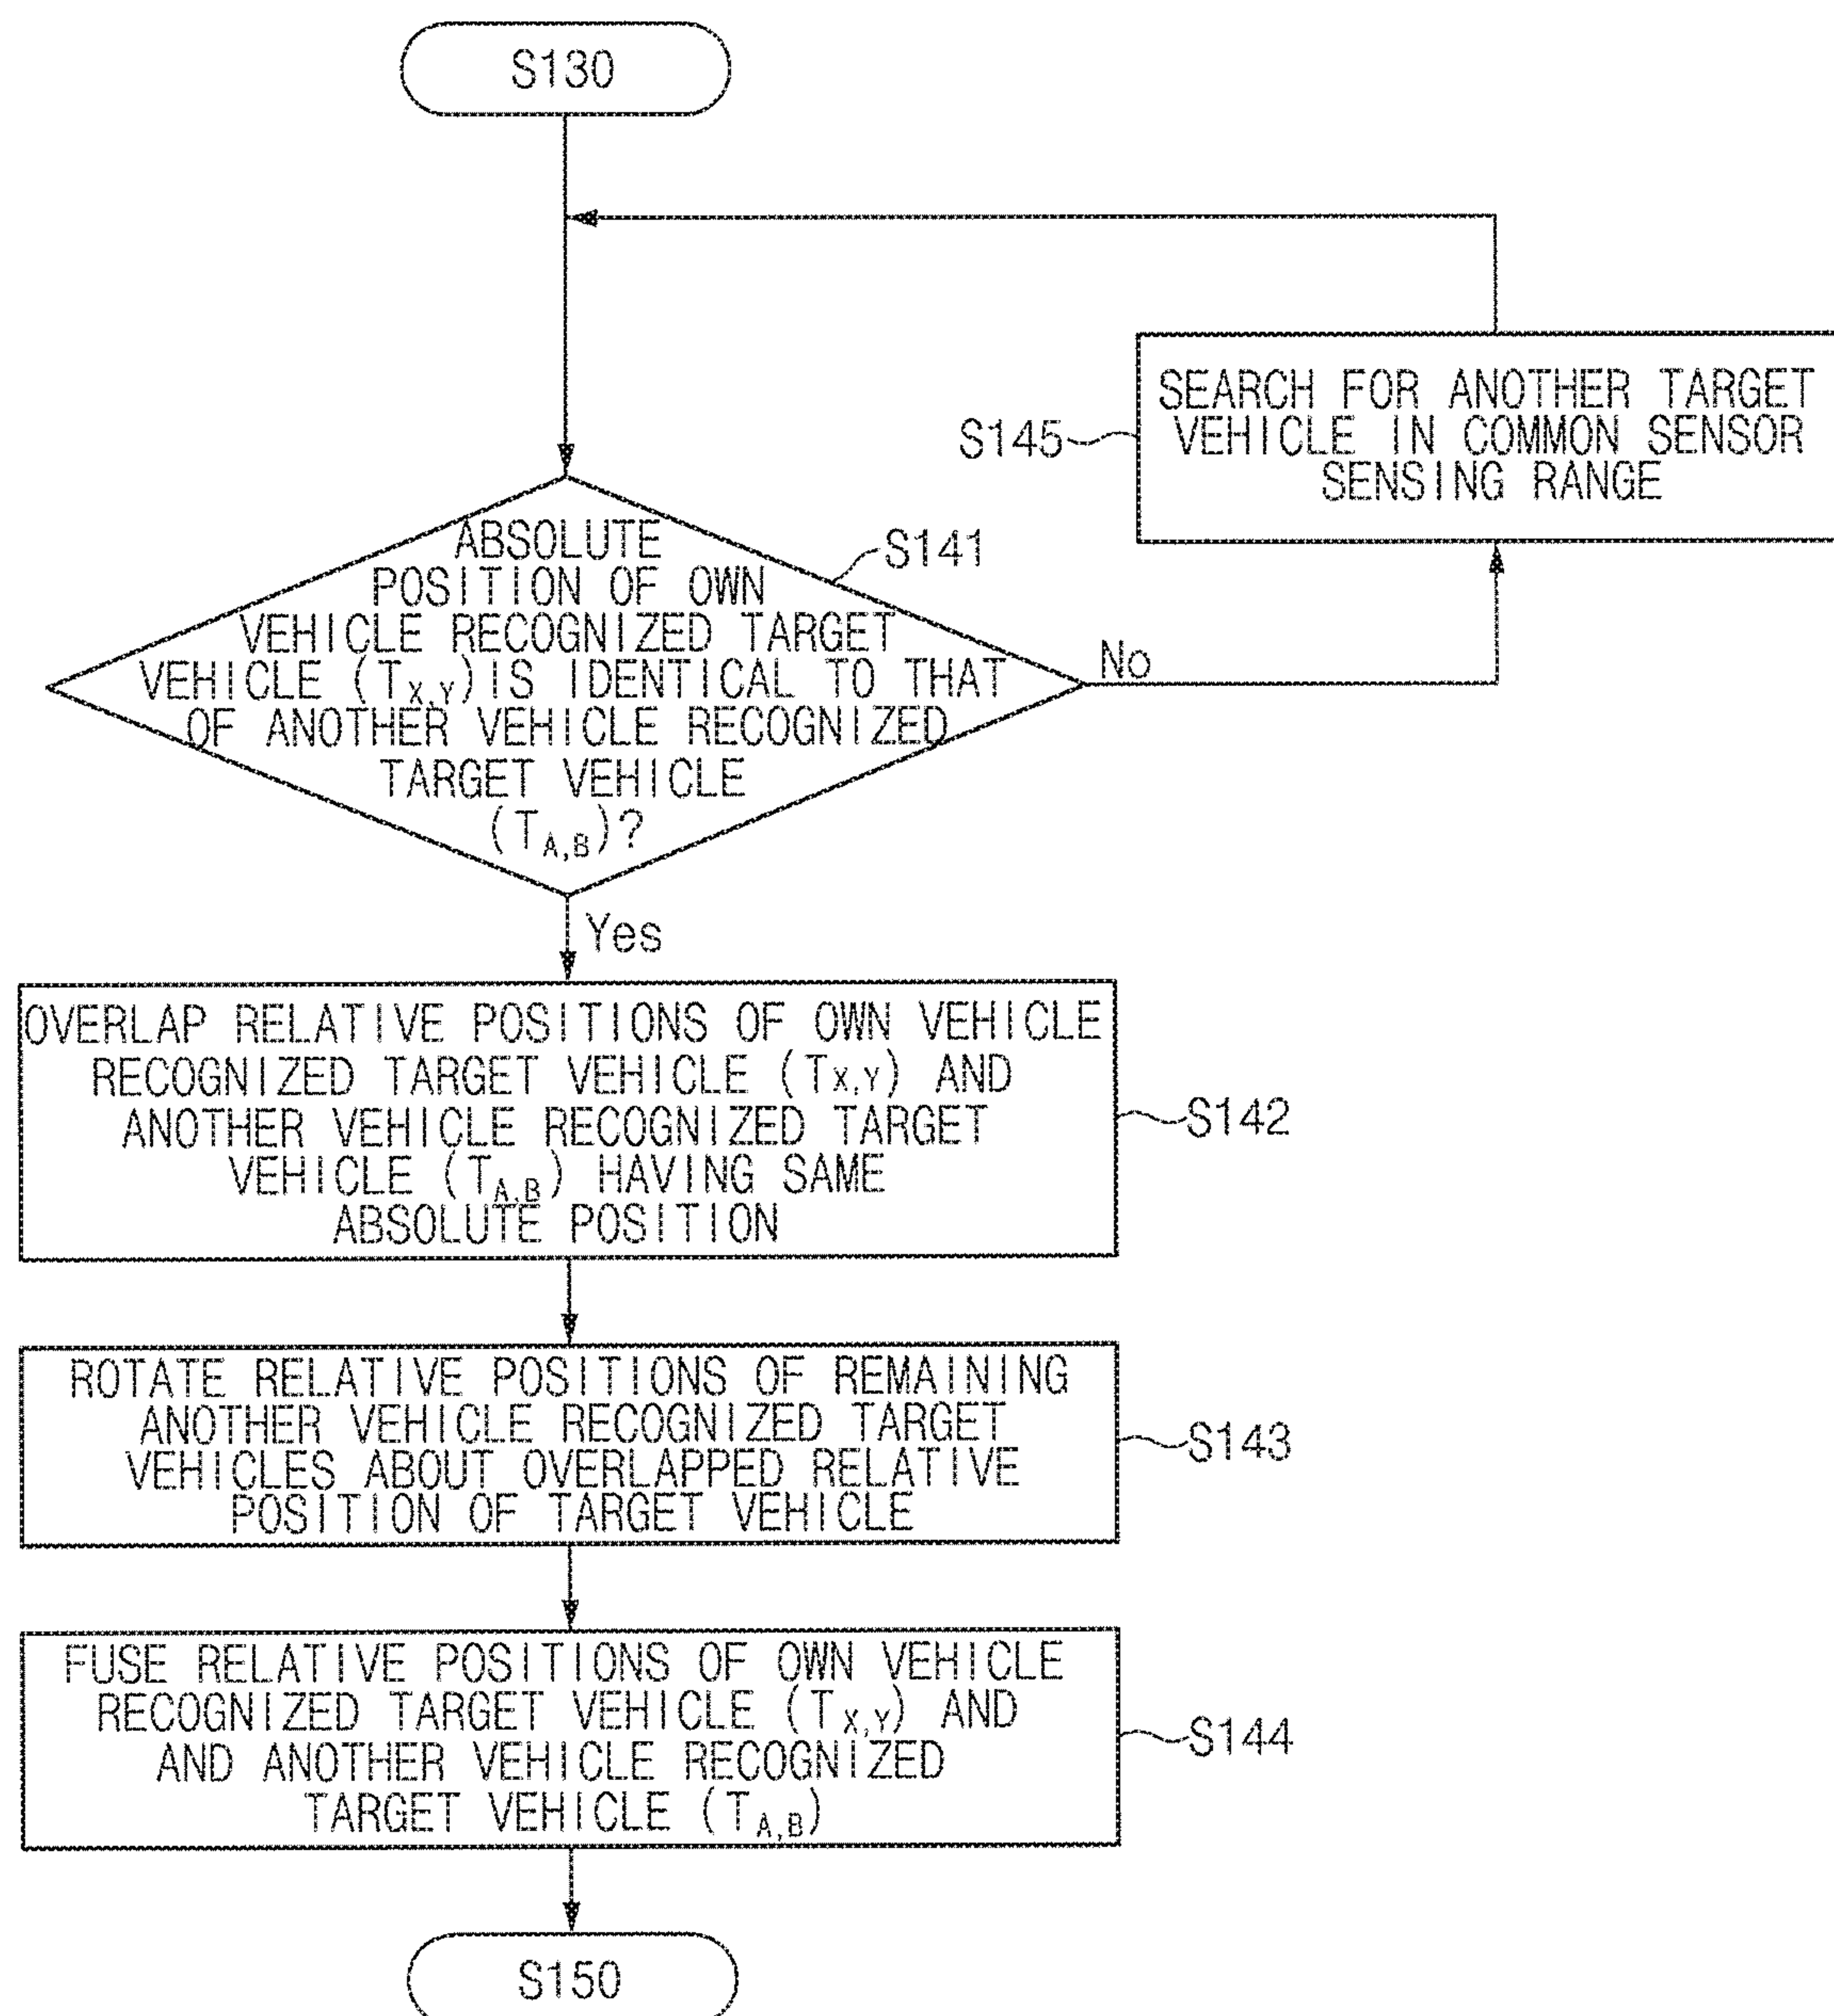 S130
SEARCH FOR ANOTHER TARGET
VEHICLE IN COMMON SENSOR
SENSING RANGE
S145
ABSOLUTE
POSITION OF OWN
VEHICLE RECOGNIZED TARGET
VEHICLE (TX,Y) IS IDENTICAL TO THAT
OF ANOTHER VEHICLE RECOGNIZED
TARGET VEHICLE
(TA,B)?
S141
No
Yes
OVERLAP RELATIVE POSITIONS OF OWN VEHICLE
RECOGNIZED TARGET VEHICLE (TX,Y) AND
ANOTHER VEHICLE RECOGNIZED TARGET
VEHICLE (TA,B) HAVING SAME
ABSOLUTE POSITION
S142
ROTATE RELATIVE POSITIONS OF REMAINING
ANOTHER VEHICLE RECOGNIZED TARGET
VEHICLES ABOUT OVERLAPPED RELATIVE
POSITION OF TARGET VEHICLE
S143
FUSE RELATIVE POSITIONS OF OWN VEHICLE
RECOGNIZED TARGET VEHICLE (TX,Y) AND
AND ANOTHER VEHICLE RECOGNIZED
TARGET VEHICLE (TA,B)
S144
S150